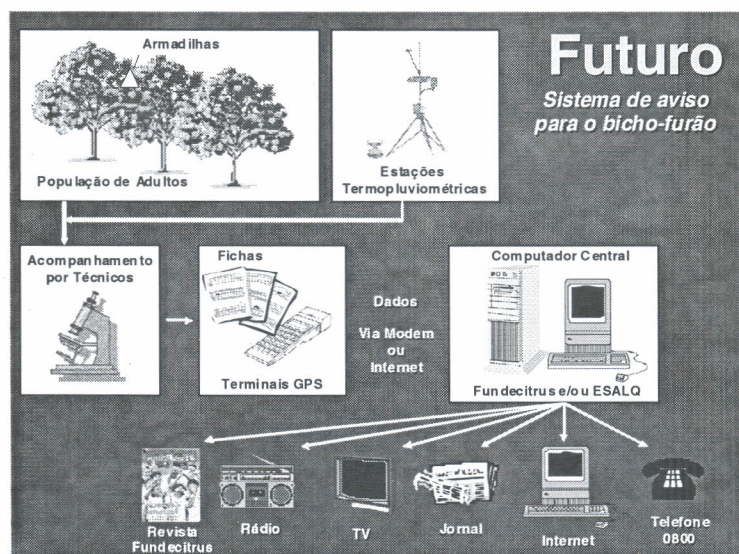 Futuro
Sistema de aviso
para o bicho-furão
Armadilhas
População de Adultos
Estações
Termopluviométricas
Acompanhamento
por Técnicos
Fichas
Terminais GPS
Dados
Via Modem
ou
Internet
Computador Central
Fundecitrus e/ou ESALQ
Revista
Fundecitrus
Rádio
TV
Jornal
Internet
Telefone
0800